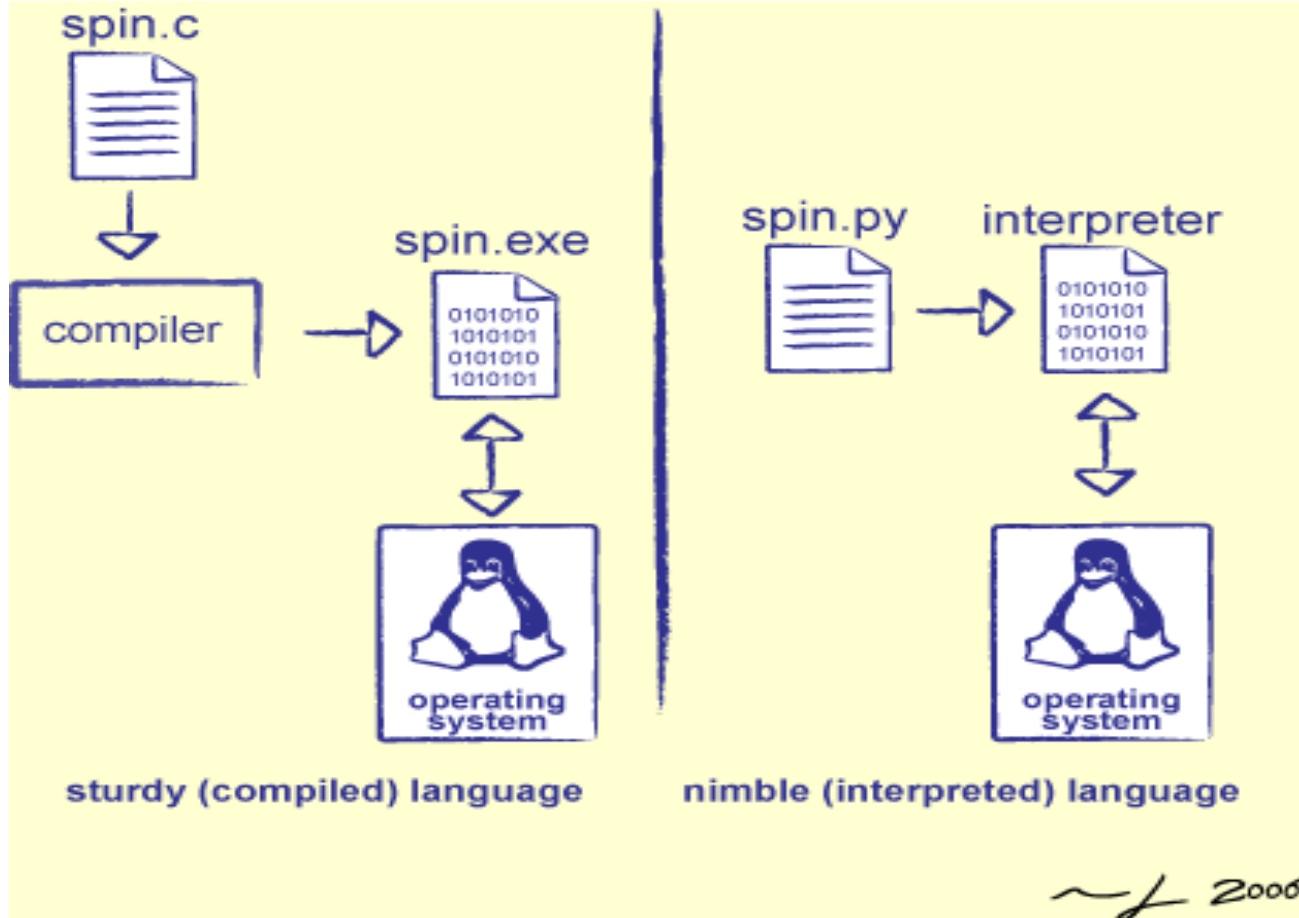 spin.c
compiler
spin.exe
0101010
1010101
0101010
1010101
operating
system
sturdy (compiled) language
spin.py
interpreter
0101010
1010101
0101010
1010101
operating
system
nimble (interpreted) language
2006